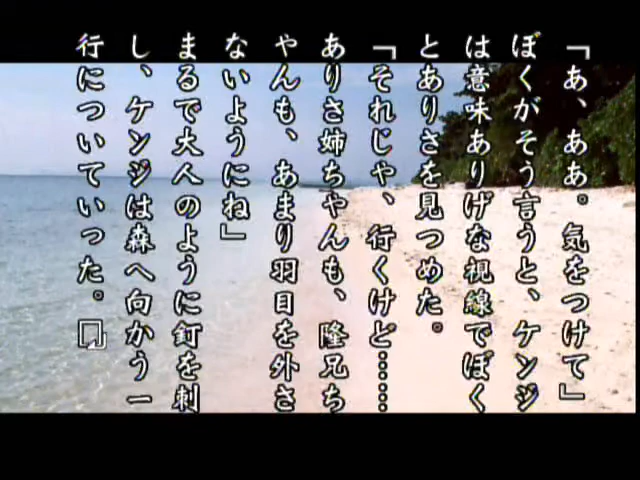 「あ、ああ。気をつけて」
ぼくがそう言うと、ケンジ
は意味ありげな視線でぼく
とありさを見つめた。
「それじゃ、行くけど……
ありさ姉ちゃんも、隆兄ち
ゃんも、あまり羽目を外さ
ないようにね」
まるで大人のように釘を刺
し、ケンジは森へ向かう一
行についていった。